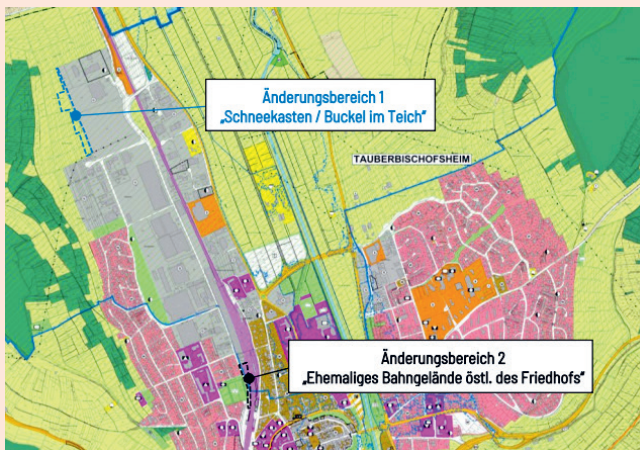 Änderungsbereich 1
„Schneekasten / Buckel im Teich“
TAUBERBISCHOFSHEIM
Änderungsbereich 2
„Ehemaliges Bahngelände östl. des Friedhofs“